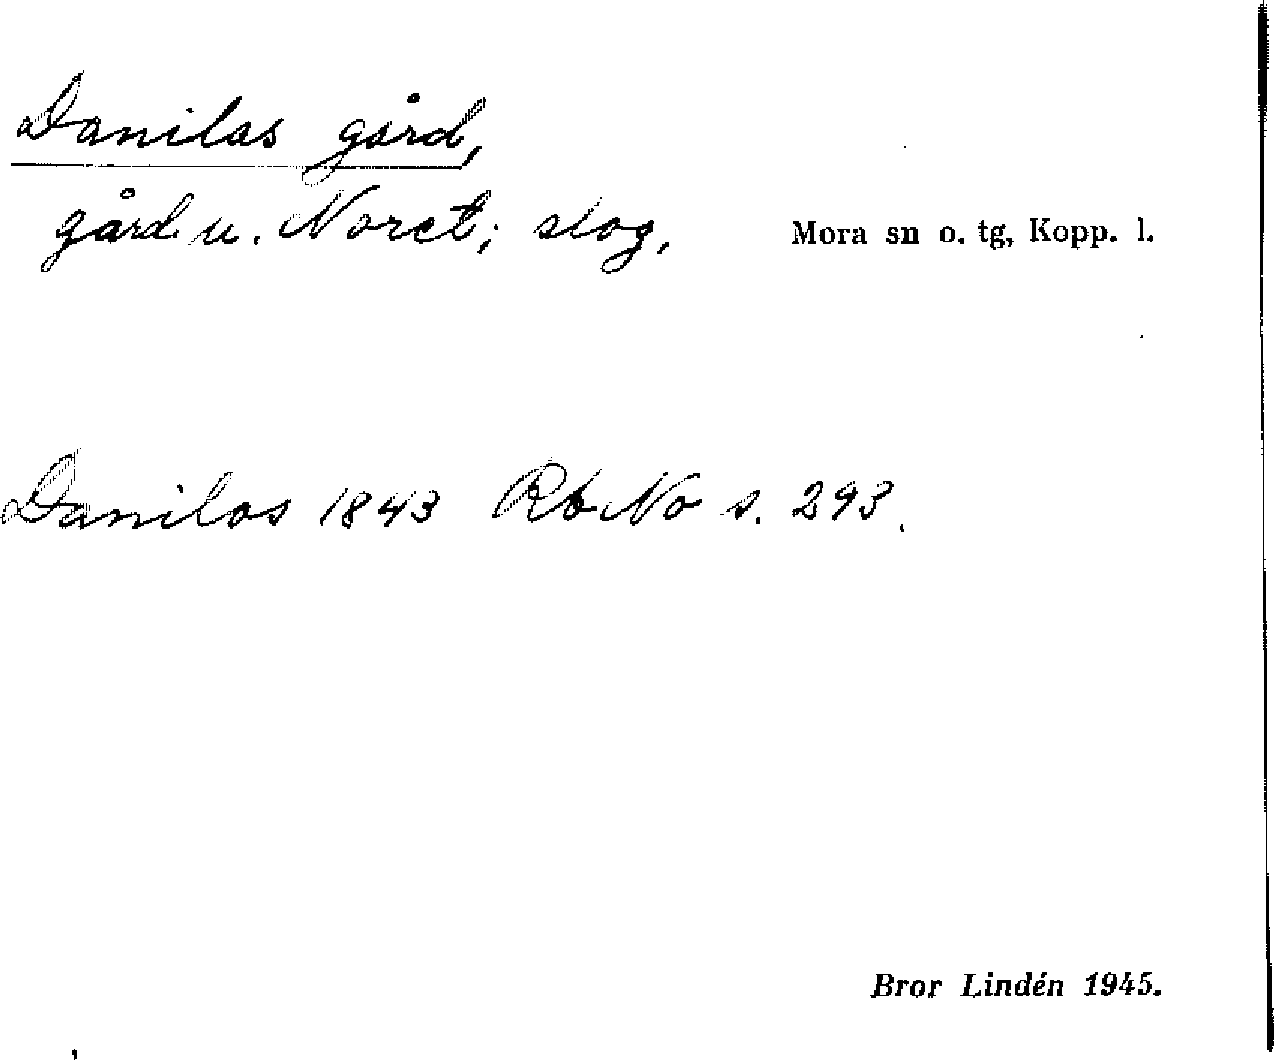 Danilas gård,
gård u. Noret; slog, Mora sn o. tg, Kopp. l.
Danilos 1843 RbNo s. 293.
Bror Lindén 1945.